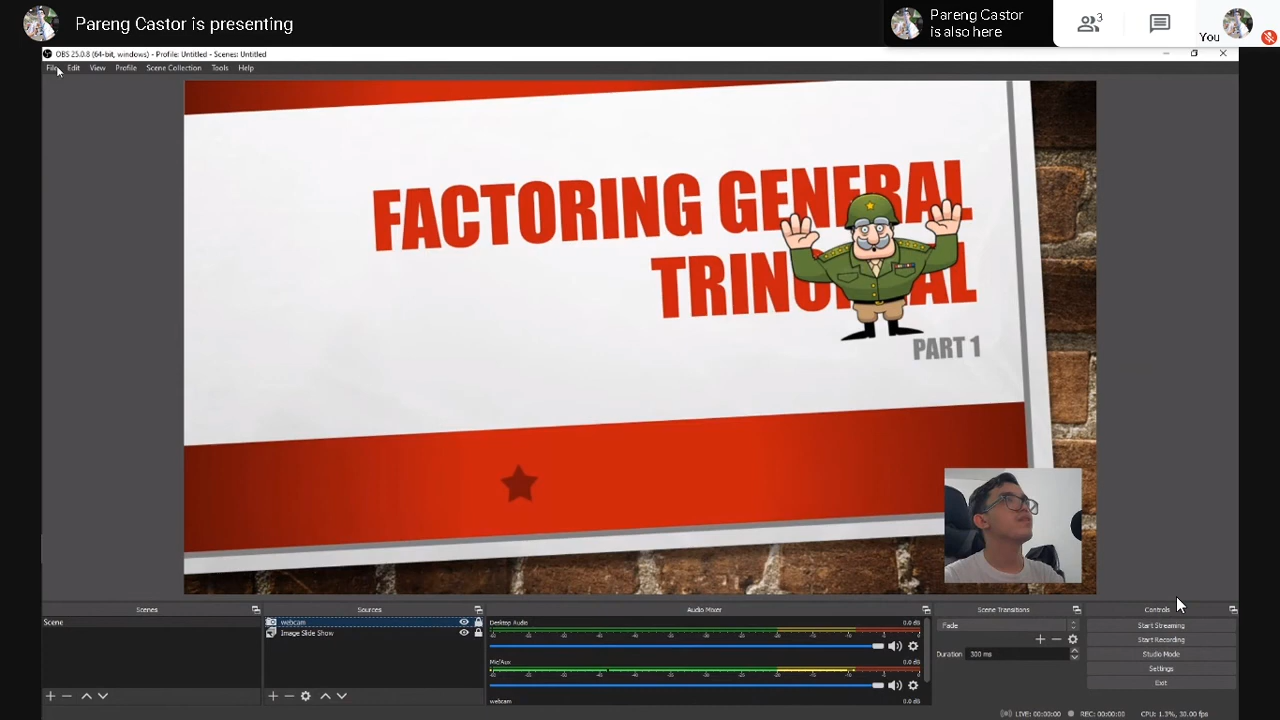 Pareng Castor is presenting
Pareng Castor
is also here
3
You
OBS 25.0.8 (64-bit, windows) - Profile: Untitled - Scenes: Untitled
File Edit View Profile Scene Collection Tools Help
FACTORING GENERAL
PART 1
Scenes
Sources
Audio Mixer
Scene Transitions
Controls
Scene
webcam
Image Slide Show
Desktop Audio 0.0 dB
Mic/Aux 0.0 dB
webcam 0.0 dB
Fade
Duration 300 ms
Start Streaming
Start Recording
Studio Mode
Settings
Exit
LIVE: 00:00:00 REC: 00:00:00 CPU: 1.3%, 30.00 fps